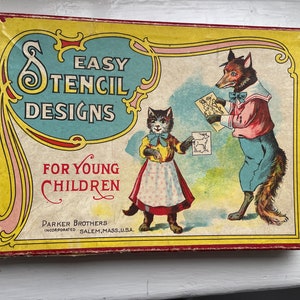 EASY
STENCIL
DESIGNS
FOR YOUNG
CHILDREN
PARKER BROTHERS
INCORPORATED SALEM, MASS., U.S.A.